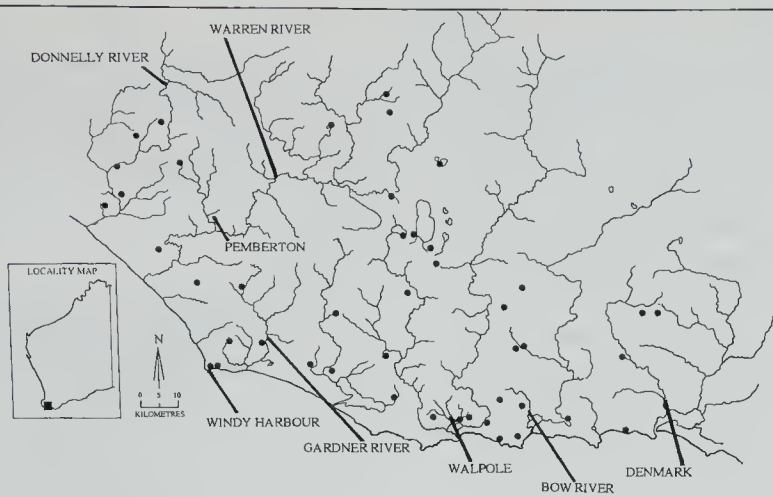 WARREN RIVER
DONNELLY RIVER
PEMBERTON
LOCALITY MAP
N
0 5 10
KILOMETRES
WINDY HARBOUR
GARDNER RIVER
WALPOLE
BOW RIVER
DENMARK